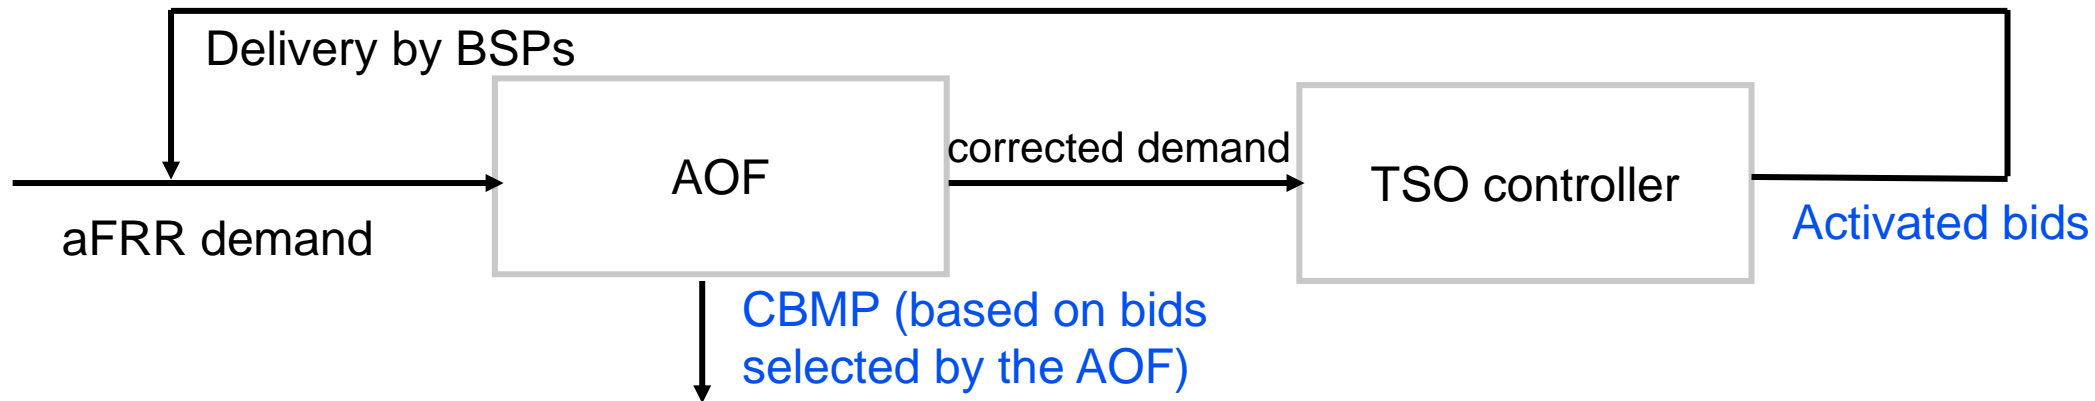 Delivery by BSPs
AOF
corrected demand
TSO controller
aFRR demand
Activated bids
CBMP (based on bids
selected by the AOF)